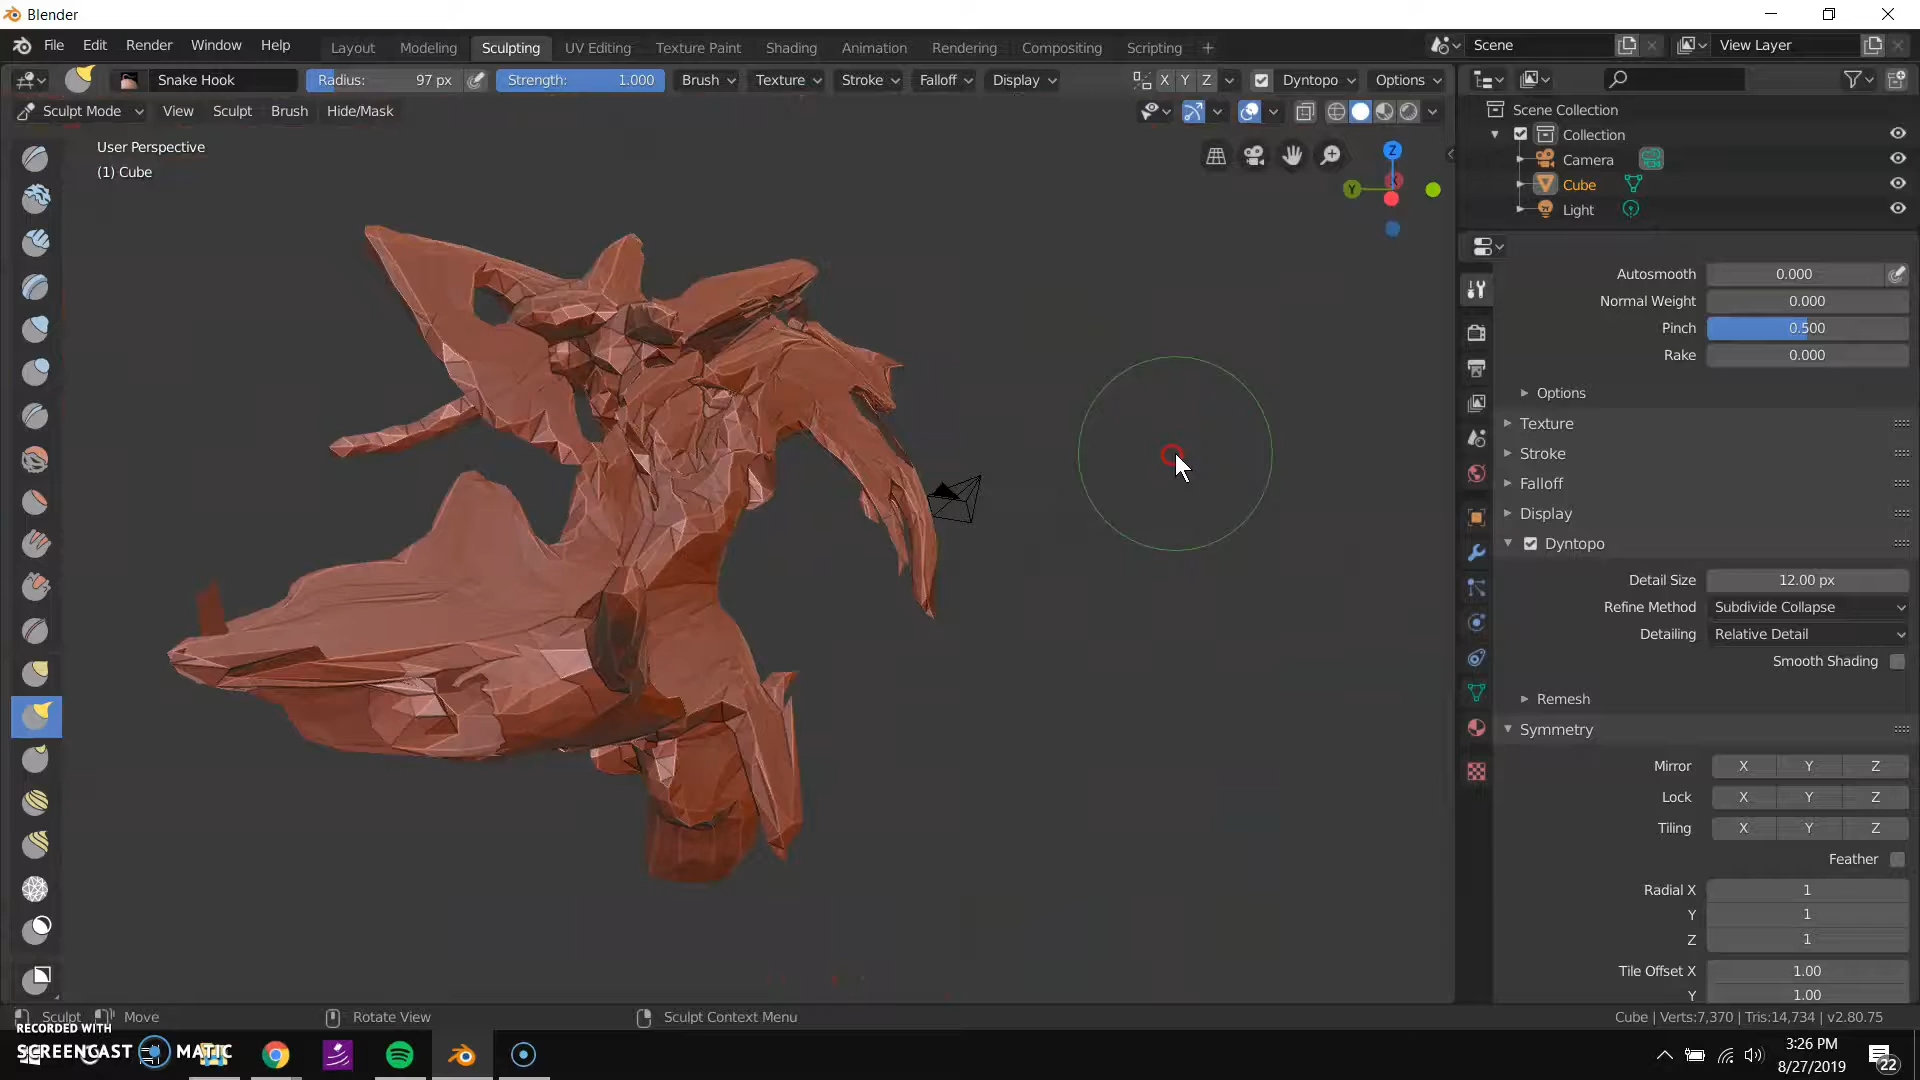 Blender
File Edit Render Window Help Layout Modeling Sculpting UV Editing Texture Paint Shading Animation Rendering Compositing Scripting + Scene View Layer
Snake Hook Radius: 97 px Strength: 1.000 Brush Texture Stroke Falloff Display X Y Z Dyntopo Options
Sculpt Mode View Sculpt Brush Hide/Mask
User Perspective
(1) Cube
Z
Y
Scene Collection
Collection
Camera
Cube
Light
Autosmooth 0.000
Normal Weight 0.000
Pinch 0.500
Rake 0.000
Options
Texture
Stroke
Falloff
Display
Dyntopo
Detail Size 12.00 px
Refine Method Subdivide Collapse
Detailing Relative Detail
Smooth Shading
Remesh
Symmetry
Mirror X Y Z
Lock X Y Z
Tiling X Y Z
Feather
Radial X 1
Y 1
Z 1
Tile Offset X 1.00
Y 1.00
Sculpt Move Rotate View Sculpt Context Menu Cube | Verts:7,370 | Tris:14,734 | v2.80.75
RECORDED WITH
SCREENCAST MATIC
3:26 PM
8/27/2019
22